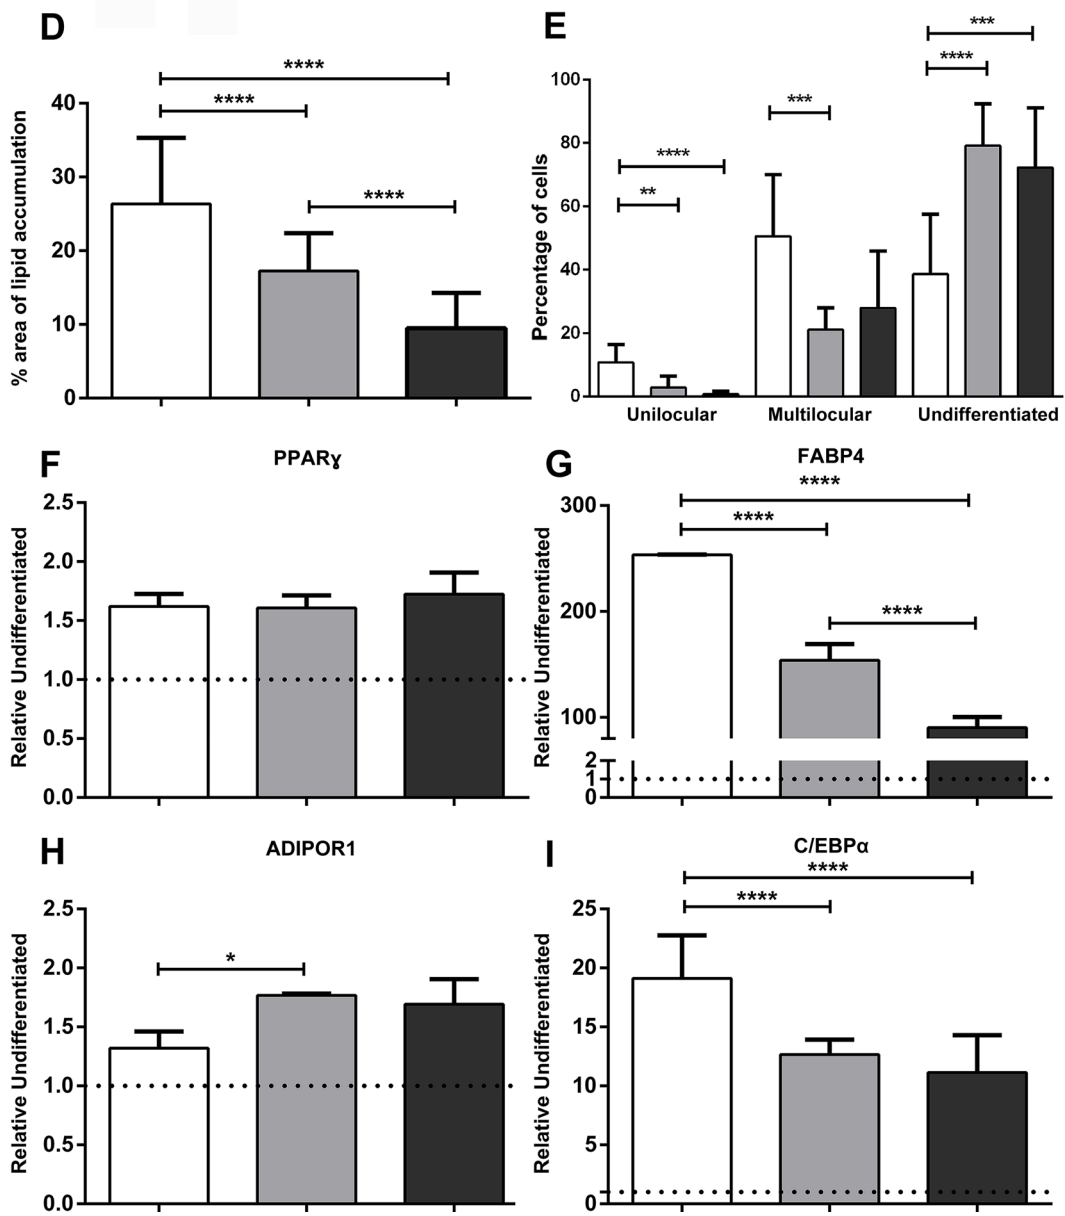 D
% area of lipid accumulation
40
30
20
10
0
****
****
****
E
Percentage of cells
100
80
60
40
20
0
**
****
***
****
***
Unilocular
Multilocular
Undifferentiated
F
PPARɣ
Relative Undifferentiated
2.5
2.0
1.5
1.0
0.5
0.0
G
FABP4
Relative Undifferentiated
300
200
100
2
1
0
****
****
****
H
ADIPOR1
Relative Undifferentiated
2.5
2.0
1.5
1.0
0.5
0.0
*
I
C/EBPα
Relative Undifferentiated
25
20
15
10
5
0
****
****